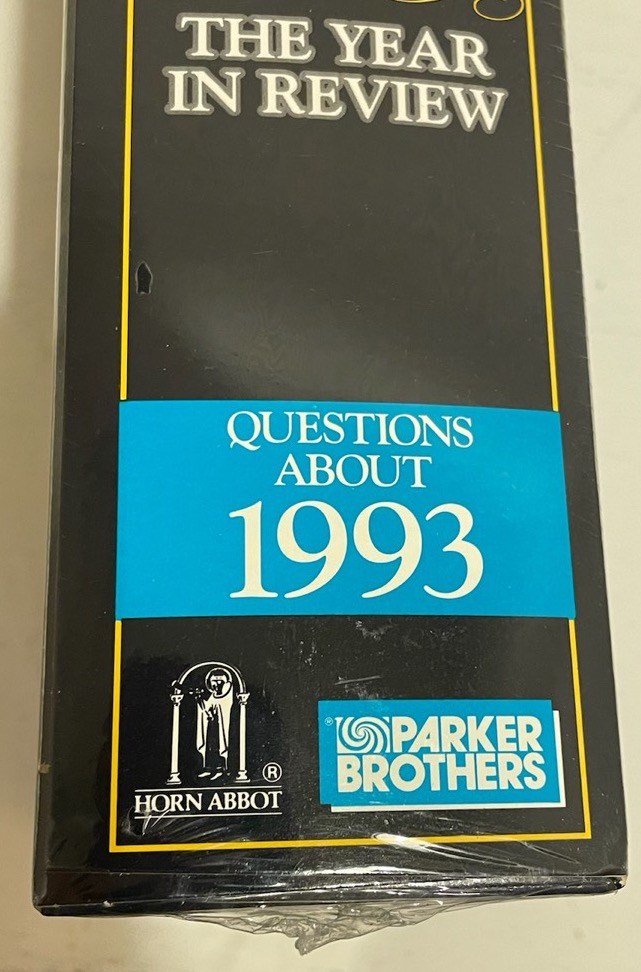 THE YEAR
IN REVIEW
QUESTIONS
ABOUT
1993
®
HORN ABBOT
®
PARKER
BROTHERS